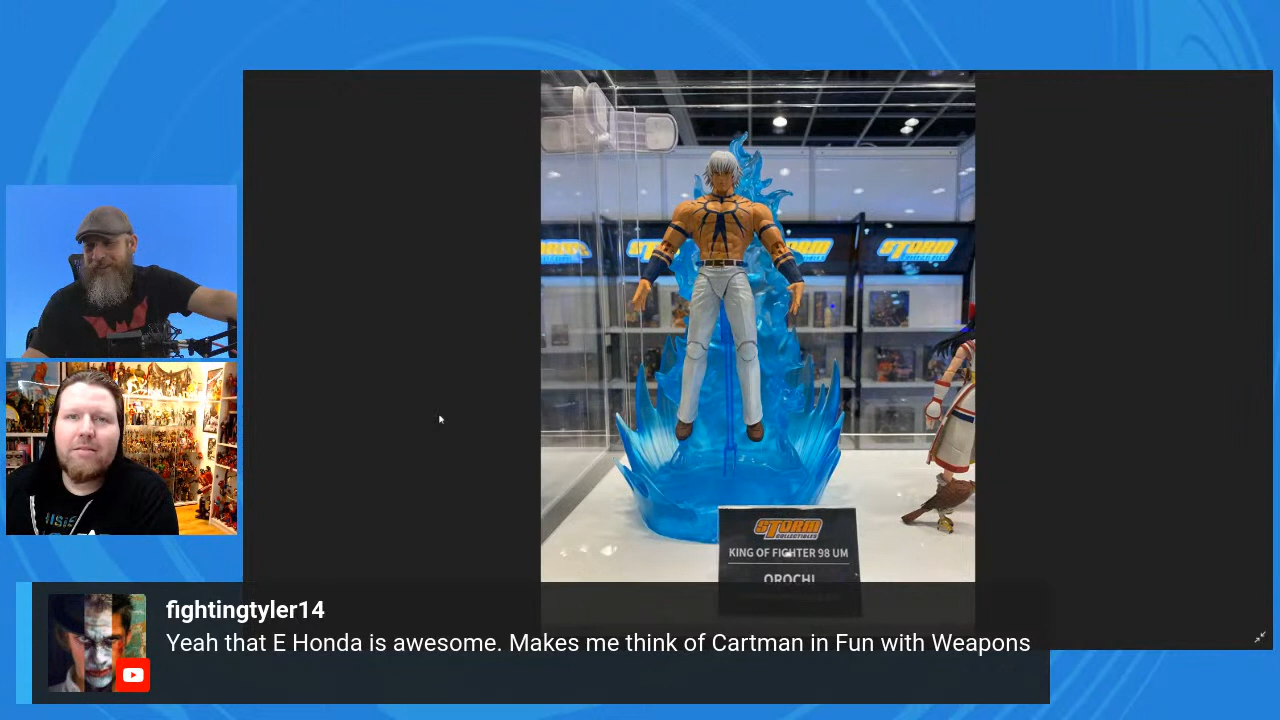 STORM
STORM
COLLECTIBLES
KING OF FIGHTER 98 UM
OROCHI
fightingtyler14
Yeah that E Honda is awesome. Makes me think of Cartman in Fun with Weapons